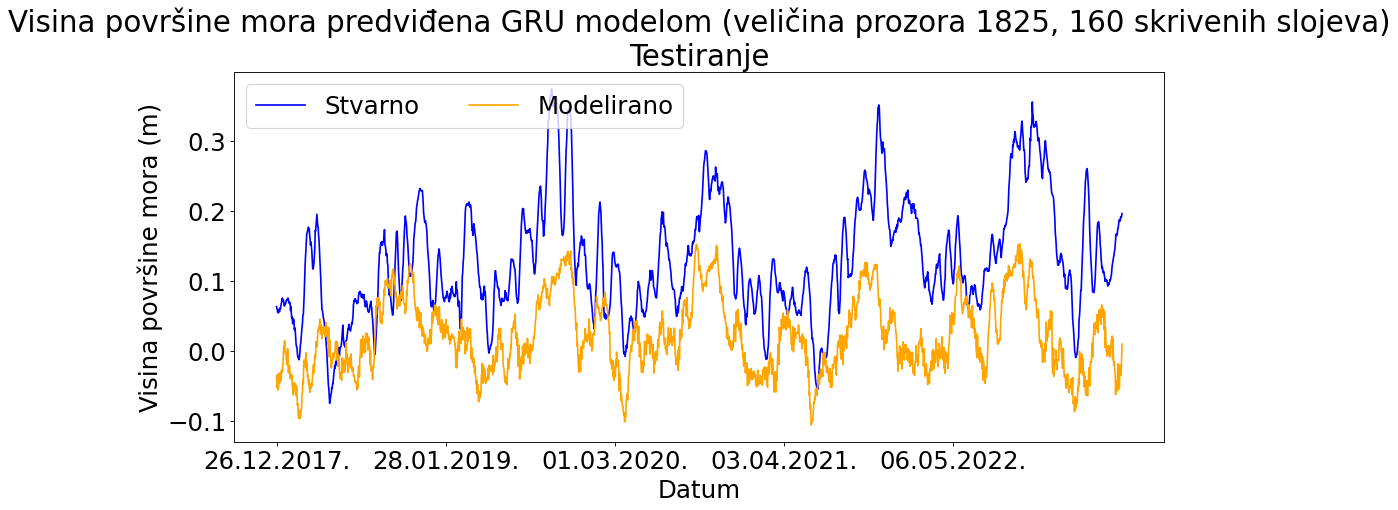 Visina površine mora predviđena GRU modelom (veličina prozora 1825, 160 skrivenih slojeva)
Testiranje
Stvarno Modelirano
Visina površine mora (m)
0.3
0.2
0.1
0.0
−0.1
26.12.2017. 28.01.2019. 01.03.2020. 03.04.2021. 06.05.2022.
Datum